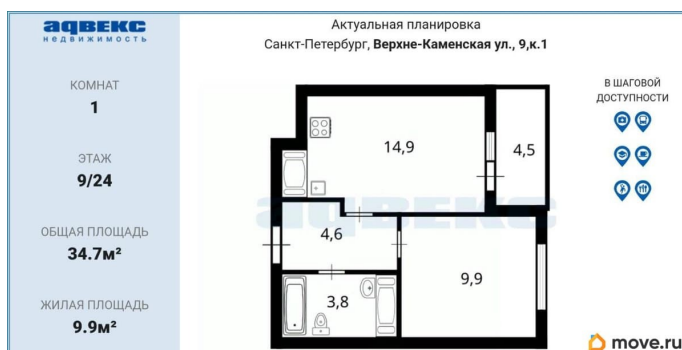 адвекс
НЕДВИЖИМОСТЬ
КОМНАТ
1
ЭТАЖ
9/24
ОБЩАЯ ПЛОЩАДЬ
34.7м²
ЖИЛАЯ ПЛОЩАДЬ
9.9м²
Актуальная планировка
Санкт-Петербург, Верхне-Каменская ул., 9,к.1
14,9
4,5
адвекс
4,6
9,9
3,8
В ШАГОВОЙ
ДОСТУПНОСТИ
move.ru